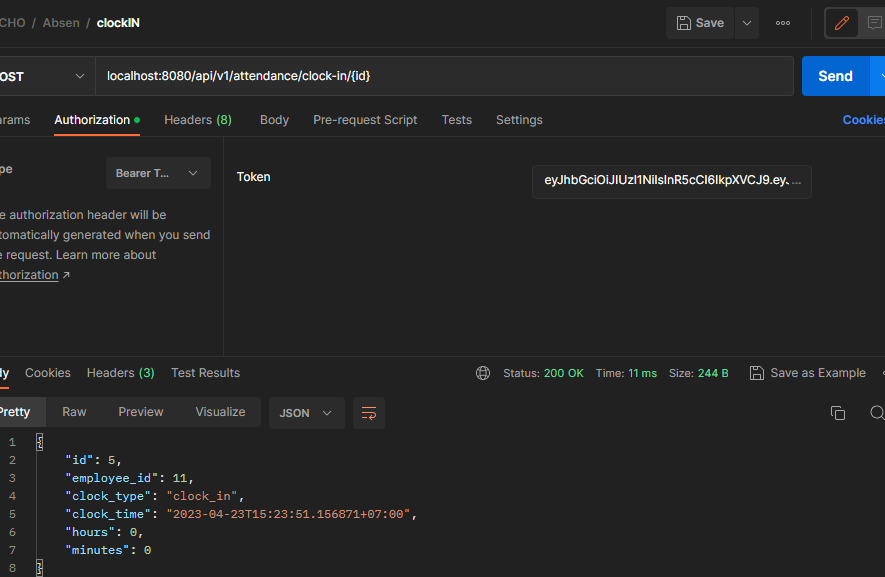 CHO / Absen / clockIN
Save
OST
localhost:8080/api/v1/attendance/clock-in/{id}
Send
arams Authorization Headers (8) Body Pre-request Script Tests Settings Cookies
pe Bearer T...
Token eyJhbGciOiJIUzI1NiIsInR5cCI6IkpXVCJ9.ey. ...
e authorization header will be
tomatically generated when you send
e request. Learn more about
thorization ↗
dy Cookies Headers (3) Test Results Status: 200 OK Time: 11 ms Size: 244 B Save as Example
Pretty Raw Preview Visualize JSON
1 {
2 "id": 5,
3 "employee_id": 11,
4 "clock_type": "clock_in",
5 "clock_time": "2023-04-23T15:23:51.156871+07:00",
6 "hours": 0,
7 "minutes": 0
8 }